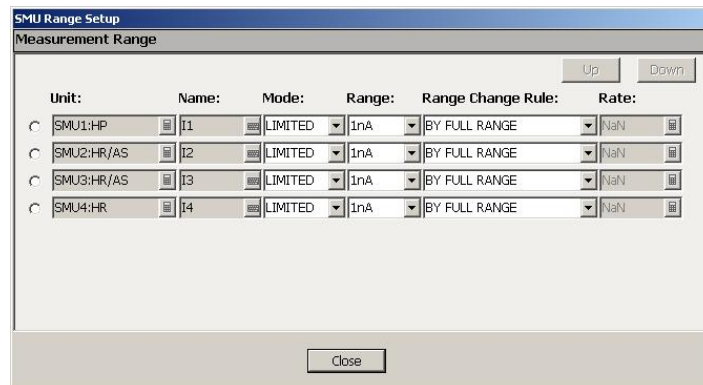 SMU Range Setup
Measurement Range
Up Down
Unit: Name: Mode: Range: Range Change Rule: Rate:
SMU1:HP I1 LIMITED 1nA BY FULL RANGE NaN
SMU2:HR/AS I2 LIMITED 1nA BY FULL RANGE NaN
SMU3:HR/AS I3 LIMITED 1nA BY FULL RANGE NaN
SMU4:HR I4 LIMITED 1nA BY FULL RANGE NaN
Close